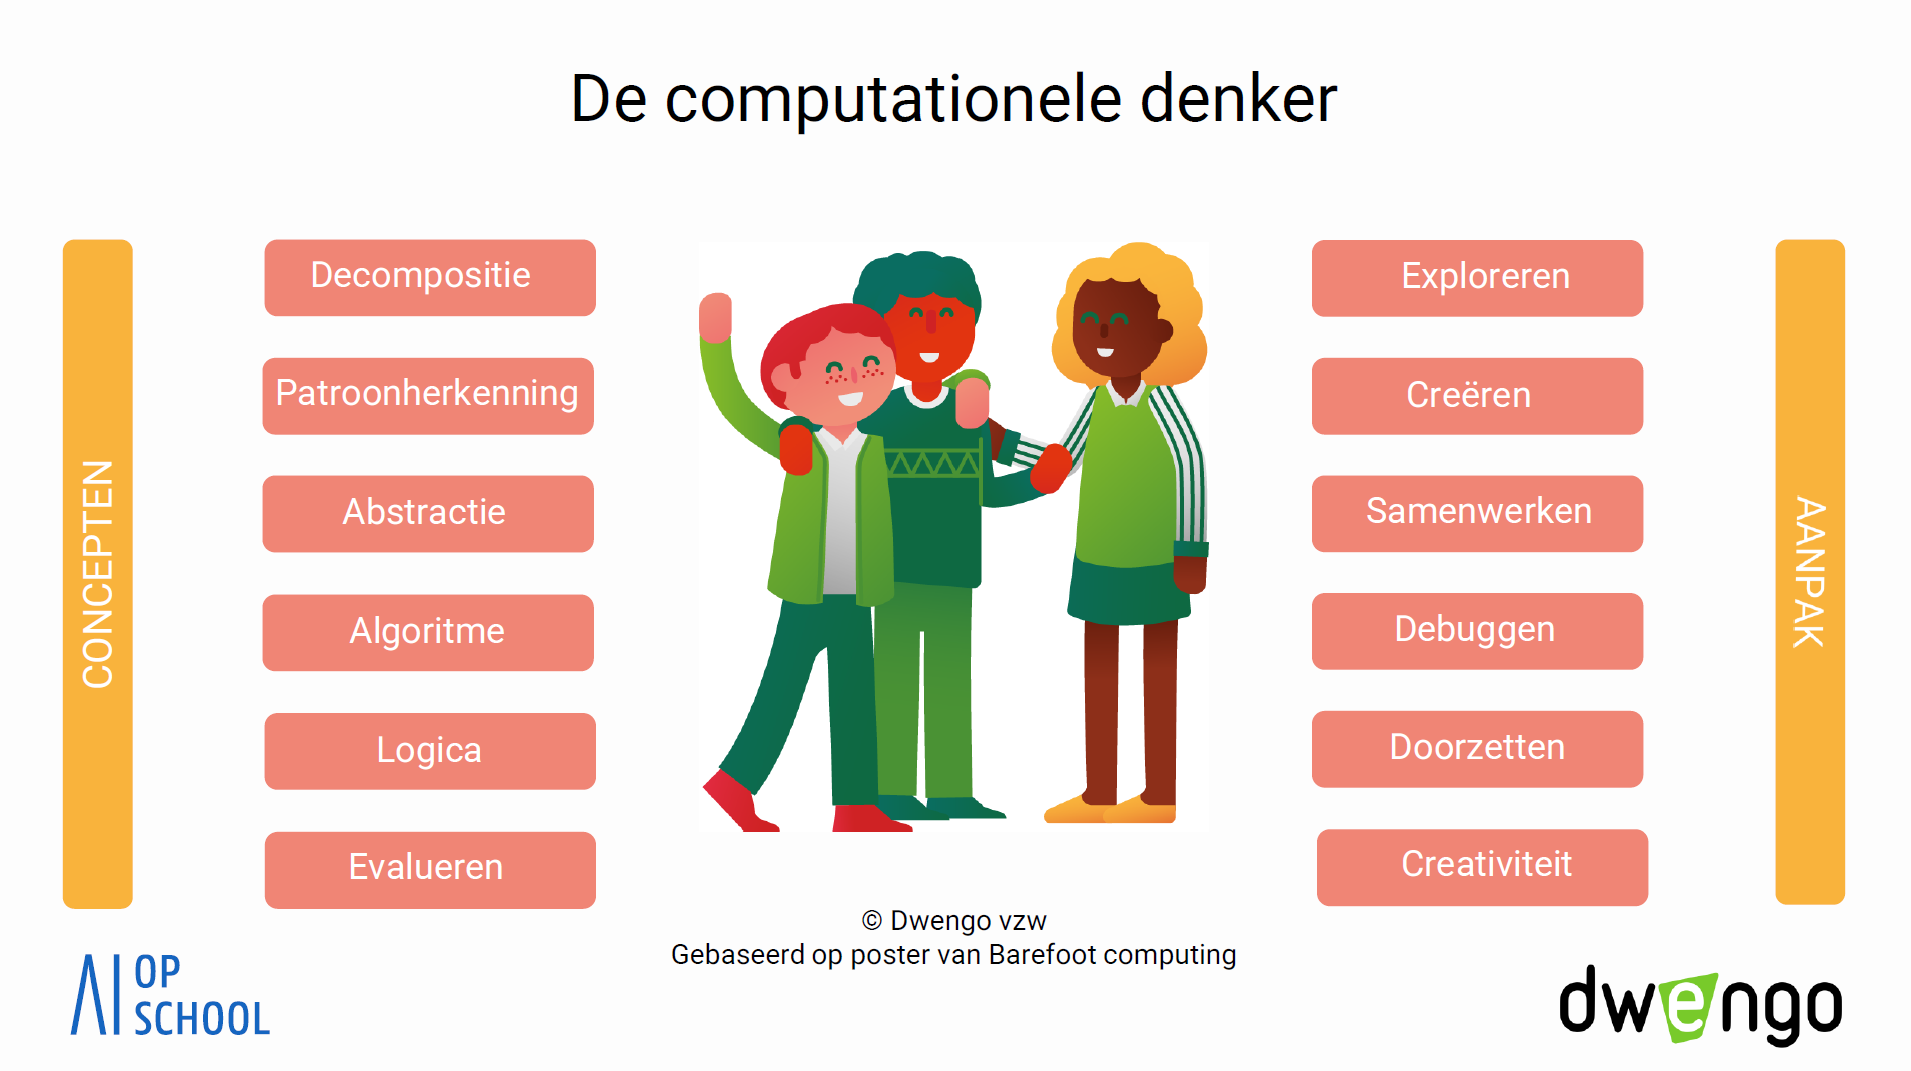 De computationele denker
CONCEPTEN
Decompositie
Patroonherkenning
Abstractie
Algoritme
Logica
Evalueren
Exploreren
Creëren
Samenwerken
Debuggen
Doorzetten
Creativiteit
AANPAK
© Dwengo vzw
Gebaseerd op poster van Barefoot computing
AI OP
SCHOOL
dwengo